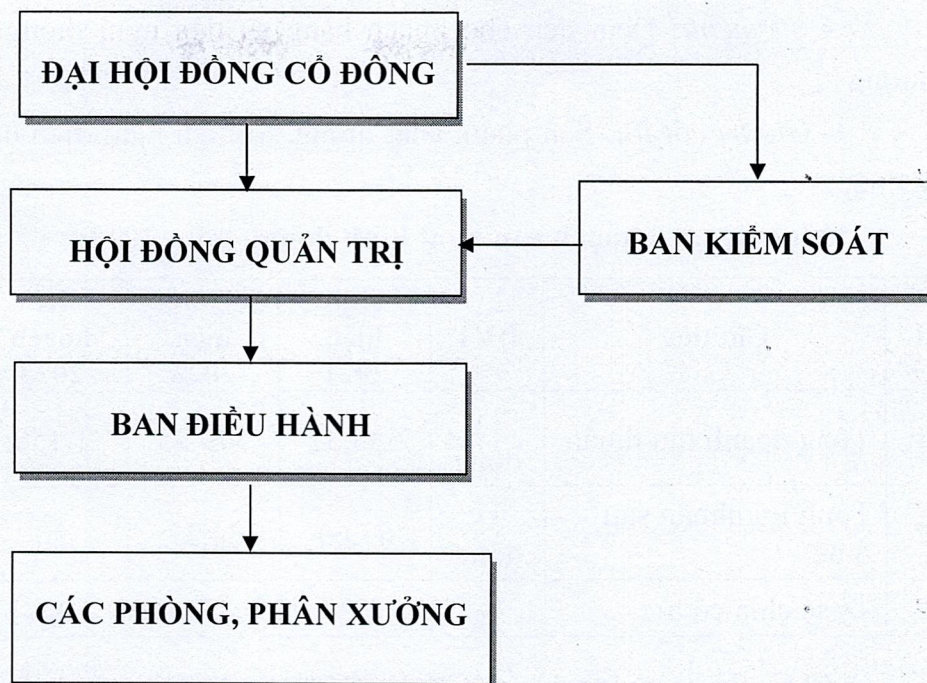 ĐẠI HỘI ĐỒNG CỔ ĐÔNG
HỘI ĐỒNG QUẢN TRỊ
BAN KIỂM SOÁT
BAN ĐIỀU HÀNH
CÁC PHÒNG, PHÂN XƯỞNG